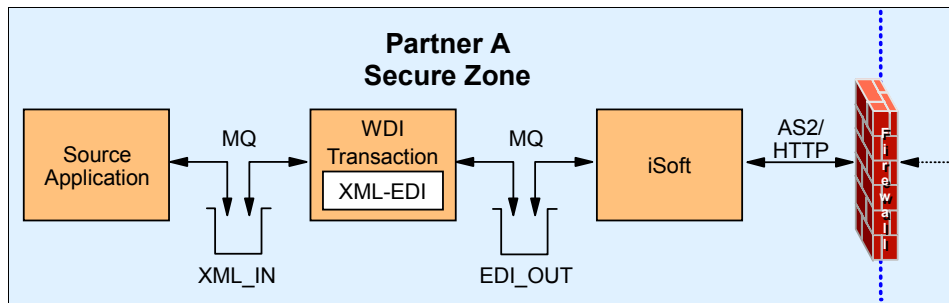 Partner A
Secure Zone
Source
Application
MQ
WDI
Transaction
XML-EDI
MQ
iSoft
AS2/
HTTP
Firewall
XML_IN
EDI_OUT